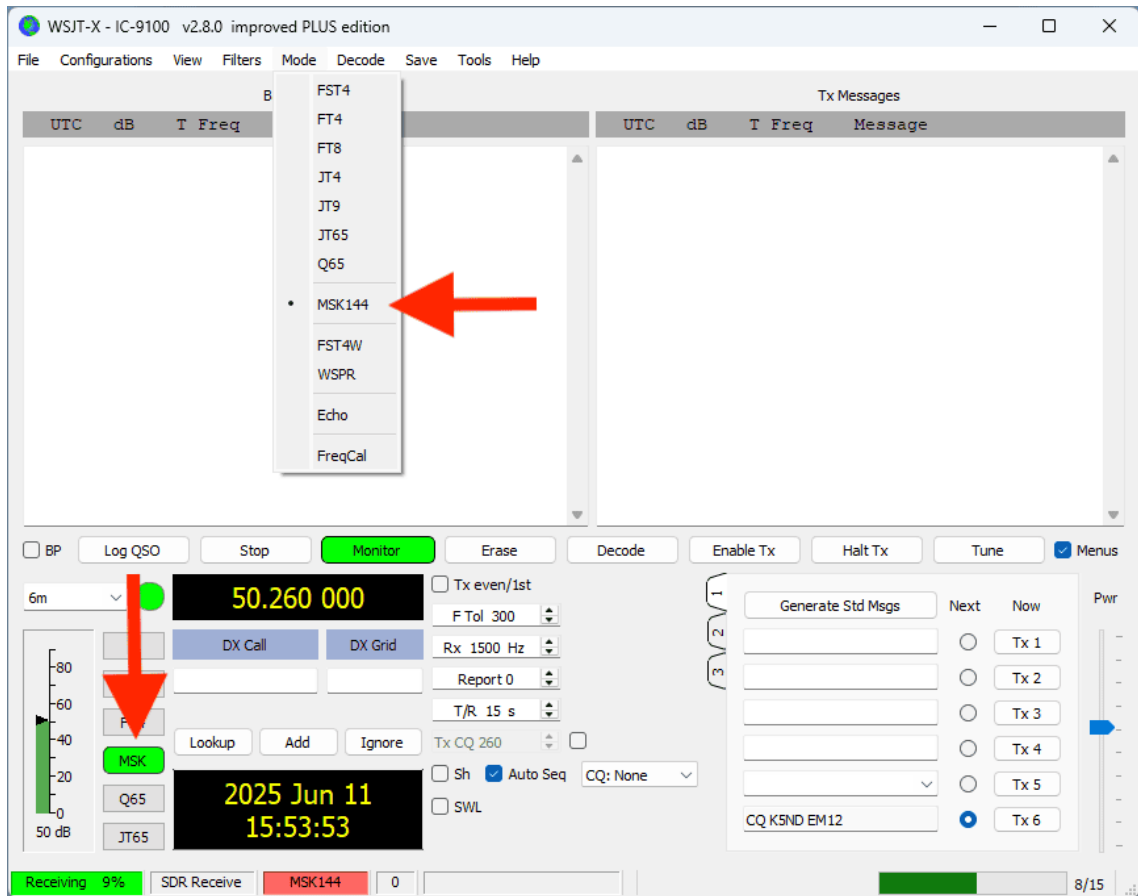 WSJT-X - IC-9100 v2.8.0 improved PLUS edition
File Configurations View Filters Mode Decode Save Tools Help
B
Tx Messages
UTC dB T Freq
UTC dB T Freq Message
FST4
FT4
FT8
JT4
JT9
JT65
Q65
• MSK144
FST4W
WSPR
Echo
FreqCal
BP Log QSO Stop Monitor Erase Decode Enable Tx Halt Tx Tune Menus
6m
50.260 000
Tx even/1st
F Tol 300
DX Call DX Grid
Rx 1500 Hz
Report 0
T/R 15 s
Lookup Add Ignore
Tx CQ 260
Sh Auto Seq CQ: None
SWL
2025 Jun 11
15:53:53
80
60
40
20
0
50 dB
MSK
Q65
JT65
1
2
3
Generate Std Msgs Next Now
Pwr
Tx 1
Tx 2
Tx 3
Tx 4
Tx 5
CQ K5ND EM12 Tx 6
Receiving 9% SDR Receive MSK144 0 8/15